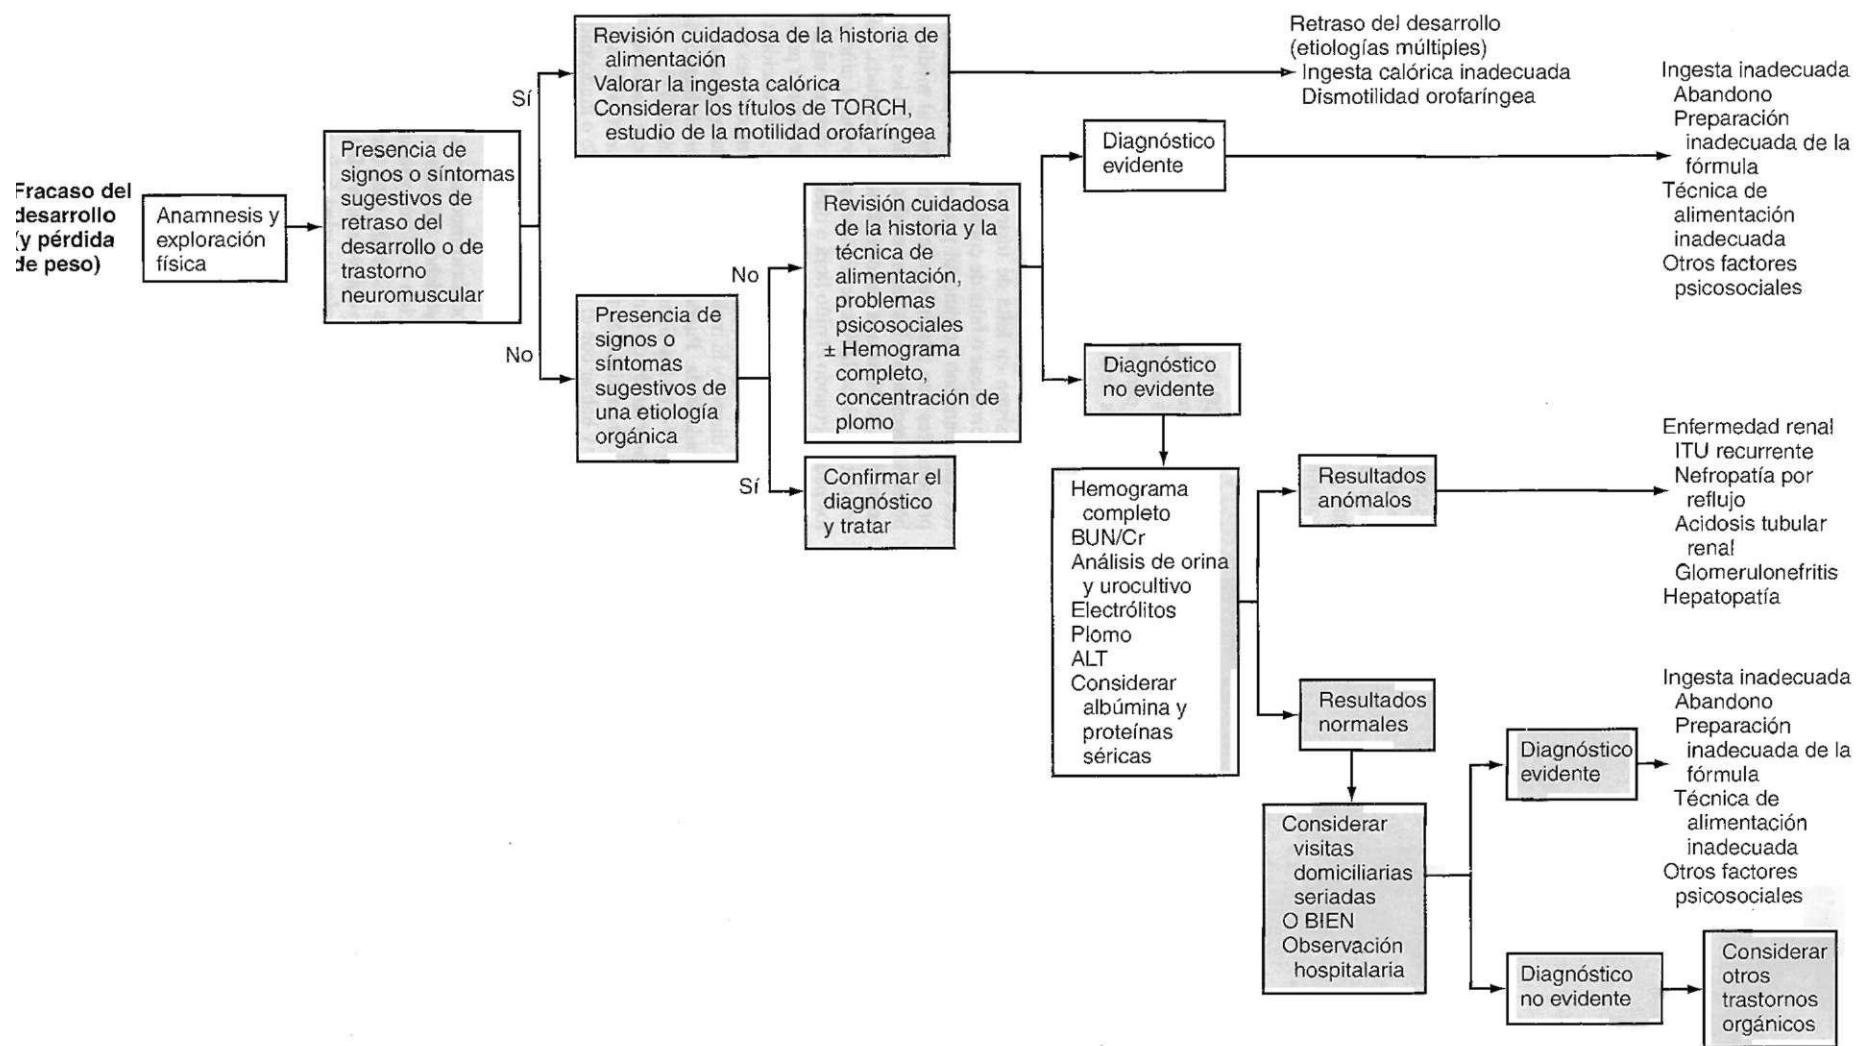 Fracaso del
desarrollo
(y pérdida
de peso)
Anamnesis y
exploración
física
Presencia de
signos o síntomas
sugestivos de
retraso del
desarrollo o de
trastorno
neuromuscular
Sí
Revisión cuidadosa de la historia de
alimentación
Valorar la ingesta calórica
Considerar los títulos de TORCH,
estudio de la motilidad orofaríngea
Retraso del desarrollo
(etiologías múltiples)
Ingesta calórica inadecuada
Dismotilidad orofaríngea
No
Presencia de
signos o
síntomas
sugestivos de
una etiología
orgánica
No
Revisión cuidadosa
de la historia y la
técnica de
alimentación,
problemas
psicosociales
± Hemograma
completo,
concentración de
plomo
Sí
Confirmar el
diagnóstico
y tratar
Diagnóstico
evidente
Ingesta inadecuada
Abandono
Preparación
inadecuada de la
fórmula
Técnica de
alimentación
inadecuada
Otros factores
psicosociales
Diagnóstico
no evidente
Hemograma
completo
BUN/Cr
Análisis de orina
y urocultivo
Electrólitos
Plomo
ALT
Considerar
albúmina y
proteínas
séricas
Resultados
anómalos
Enfermedad renal
ITU recurrente
Nefropatía por
reflujo
Acidosis tubular
renal
Glomerulonefritis
Hepatopatía
Resultados
normales
Considerar
visitas
domiciliarias
seriadas
O BIEN
Observación
hospitalaria
Diagnóstico
evidente
Ingesta inadecuada
Abandono
Preparación
inadecuada de la
fórmula
Técnica de
alimentación
inadecuada
Otros factores
psicosociales
Diagnóstico
no evidente
Considerar
otros
trastornos
orgánicos